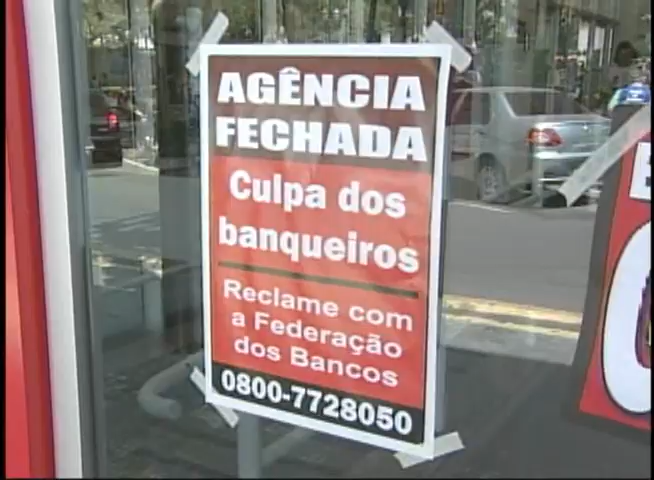 AGÊNCIA
FECHADA
Culpa dos
banqueiros
Reclame com
a Federação
dos Bancos
0800-7728050